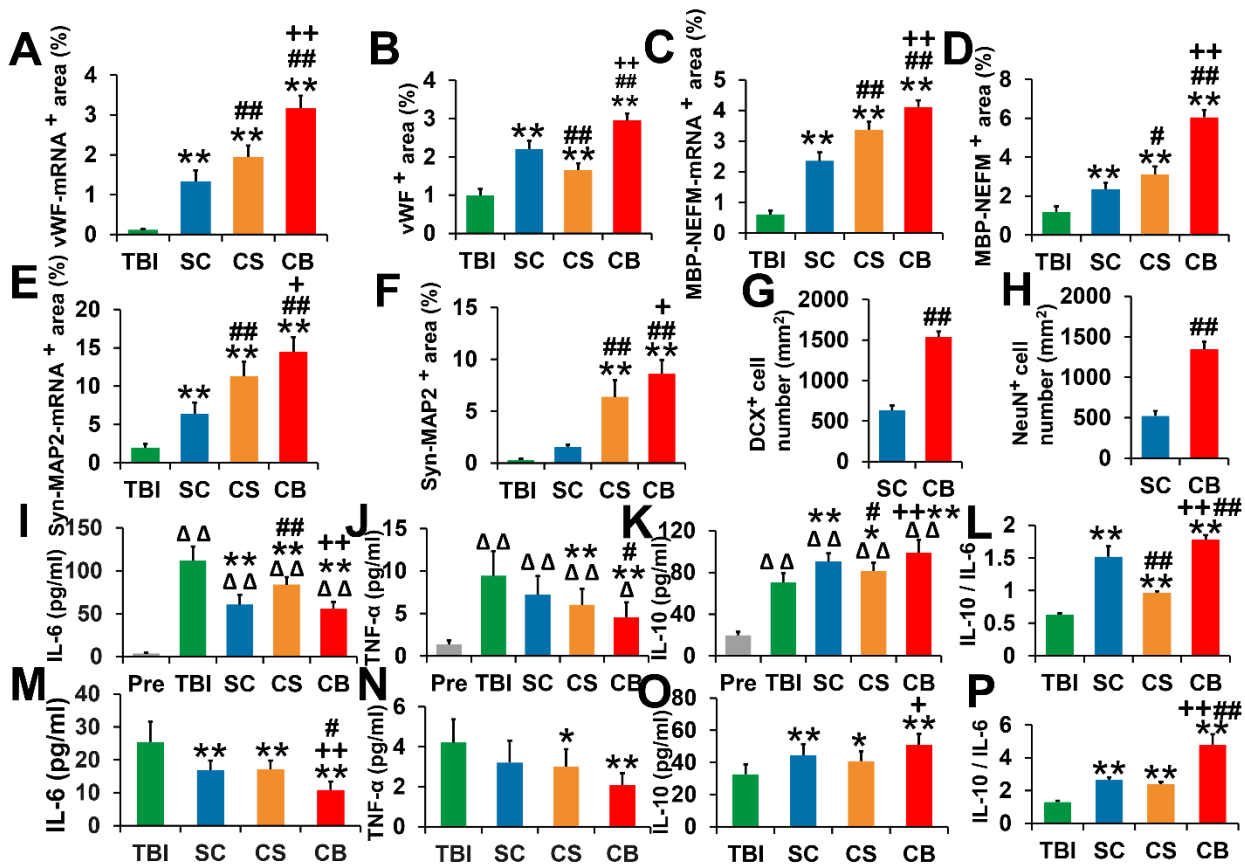 A
vWF-mRNA + area (%)
4
3
2
1
0
**
##
**
++
##
**
TBI SC CS CB
B
vWF + area (%)
4
3
2
1
0
**
##
**
++
##
**
TBI SC CS CB
C
MBP-NEFM-mRNA + area (%)
5
4
3
2
1
0
**
##
**
++
##
**
TBI SC CS CB
D
MBP-NEFM + area (%)
8
6
4
2
0
**
#
**
++
##
**
TBI SC CS CB
E
Syn-MAP2-mRNA + area (%)
20
15
10
5
0
**
##
**
+
##
**
TBI SC CS CB
F
Syn-MAP2 + area (%)
15
10
5
0
##
**
+
##
**
TBI SC CS CB
G
DCX+ cell
number (mm²)
2000
1500
1000
500
0
##
SC CB
H
NeuN+ cell
number (mm²)
2000
1500
1000
500
0
##
SC CB
I
IL-6 (pg/ml)
150
100
50
0
Δ Δ
**
Δ Δ
##
**
Δ Δ
++
**
Δ Δ
Pre TBI SC CS CB
J
TNF-α (pg/ml)
15
10
5
0
Δ Δ
Δ Δ
**
Δ Δ
#
**
Δ
Pre TBI SC CS CB
K
IL-10 (pg/ml)
120
80
40
0
Δ Δ
**
Δ Δ
#
*
Δ Δ
++**
Δ Δ
Pre TBI SC CS CB
L
IL-10 / IL-6
2
1.5
1
0.5
0
**
##
**
++##
**
TBI SC CS CB
M
IL-6 (pg/ml)
40
30
20
10
0
**
**
#
++
**
TBI SC CS CB
N
TNF-α (pg/ml)
6
4
2
0
*
**
TBI SC CS CB
O
IL-10 (pg/ml)
80
60
40
20
0
**
*
+
**
TBI SC CS CB
P
IL-10 / IL-6
6
4
2
0
**
**
++##
**
TBI SC CS CB